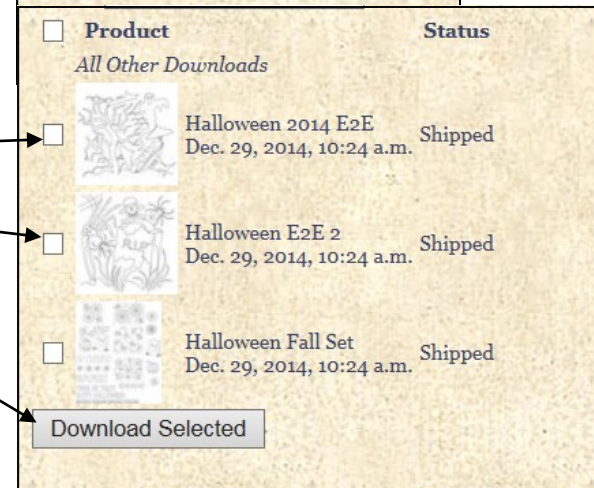 Product Status
All Other Downloads
Halloween 2014 E2E
Dec. 29, 2014, 10:24 a.m. Shipped
Halloween E2E 2
Dec. 29, 2014, 10:24 a.m. Shipped
R.I.P
Halloween Fall Set
Dec. 29, 2014, 10:24 a.m. Shipped
Download Selected